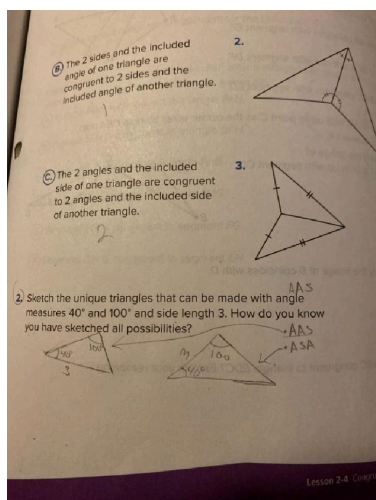 B. The 2 sides and the included
angle of one triangle are
congruent to 2 sides and the
included angle of another triangle.
1
2.
C. The 2 angles and the included
side of one triangle are congruent
to 2 angles and the included side
of another triangle.
2
3.
AAS
2. Sketch the unique triangles that can be made with angle
measures 40° and 100° and side length 3. How do you know
you have sketched all possibilities?
• AAS
• ASA
40°
100
3
3
100
40°
Lesson 2-4